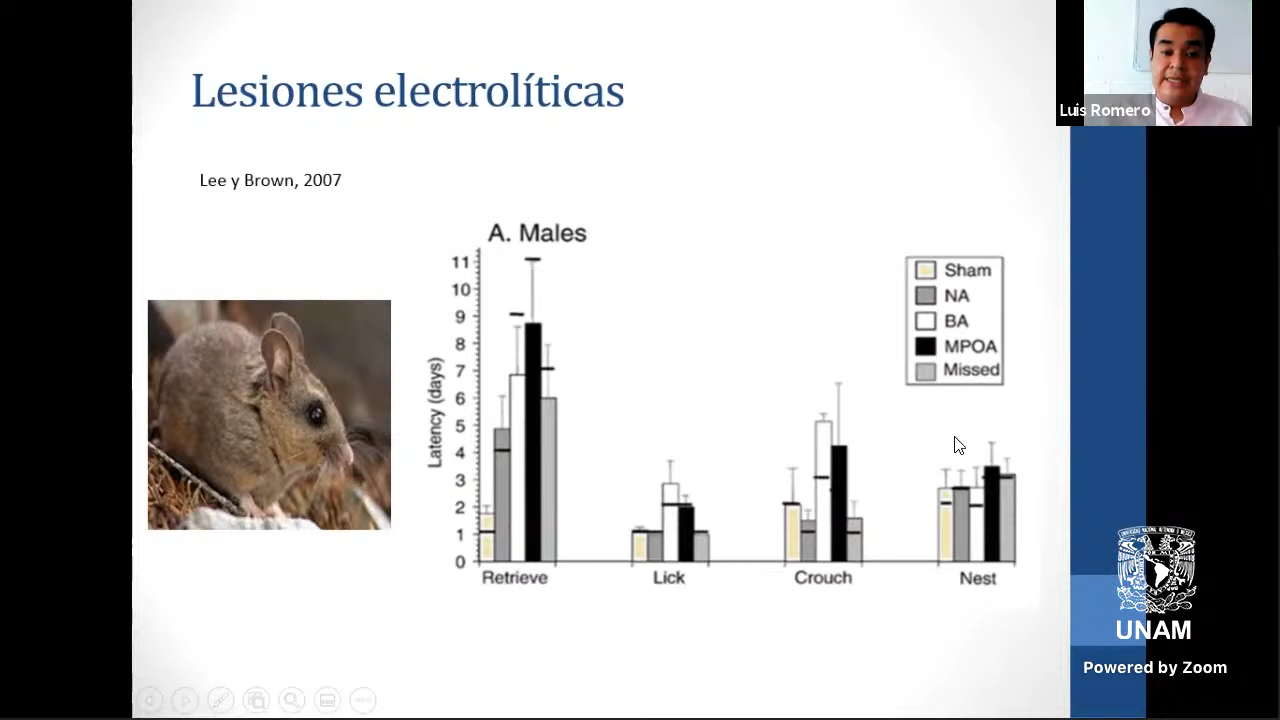 Lesiones electrolíticas
Luis Romero
Lee y Brown, 2007
A. Males
Latency (days)
11
10
9
8
7
6
5
4
3
2
1
0
Retrieve
Lick
Crouch
Nest
Sham
NA
BA
MPOA
Missed
UNAM
Powered by Zoom